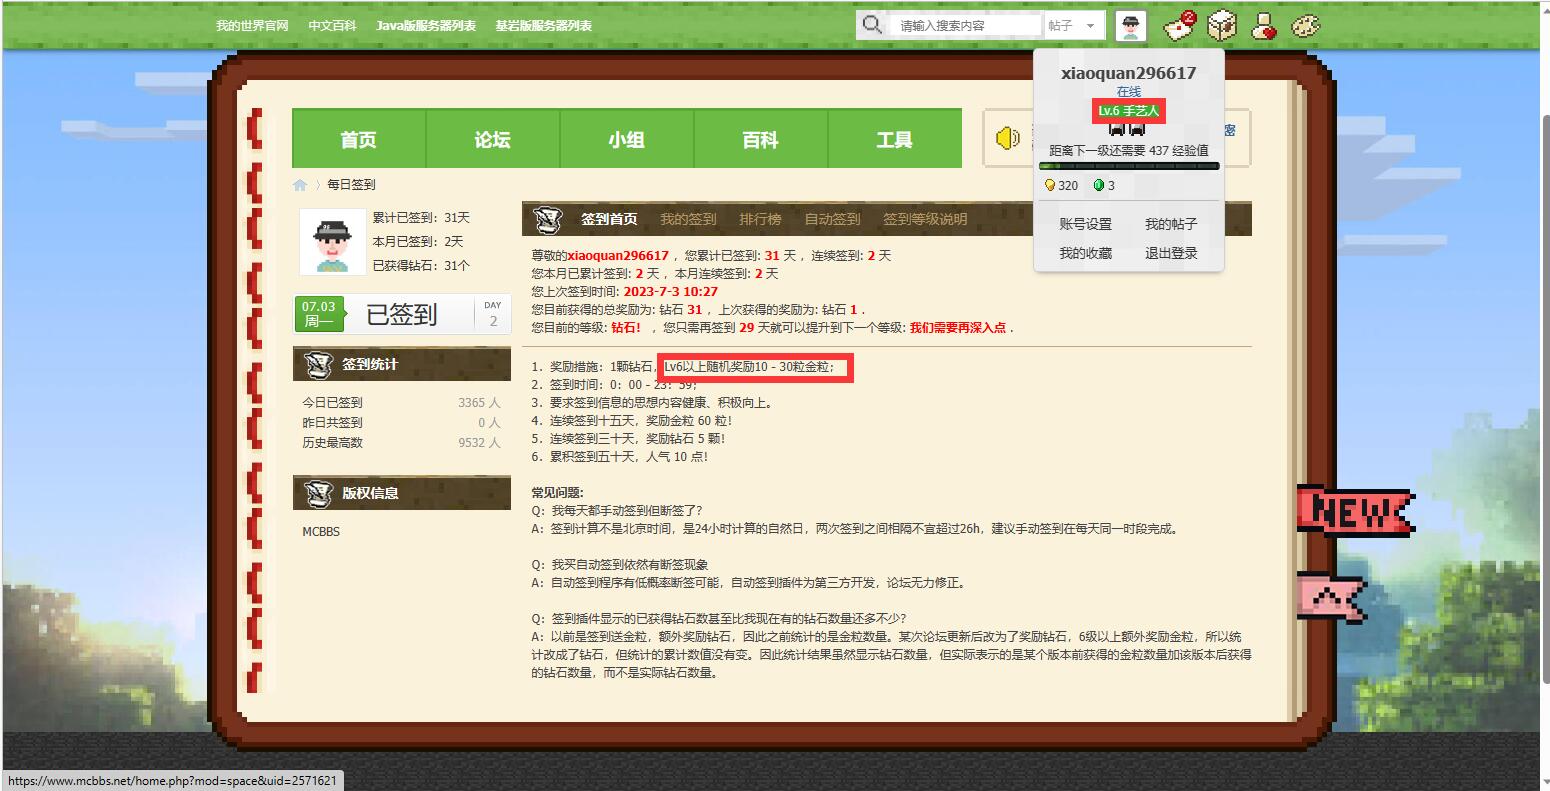 我的世界官网 中文百科 Java版服务器列表 基岩版服务器列表
请输入搜索内容 帖子
2
xiaoquan296617
在线
Lv.6 手艺人
密
距离下一级还需要 437 经验值
320 3
账号设置 我的帖子
我的收藏 退出登录
首页 论坛 小组 百科 工具
每日签到
累计已签到：31天
本月已签到：2天
已获得钻石：31个
07.03
周一
已签到
DAY
2
签到统计
今日已签到 3365 人
昨日共签到 0 人
历史最高数 9532 人
版权信息
MCBBS
签到首页 我的签到 排行榜 自动签到 签到等级说明
尊敬的xiaoquan296617 ，您累计已签到: 31 天 ，连续签到: 2 天
您本月已累计签到: 2 天 ，本月连续签到: 2 天
您上次签到时间: 2023-7-3 10:27
您目前获得的总奖励为: 钻石 31 ，上次获得的奖励为: 钻石 1 .
您目前的等级: 钻石！ ，您只需再签到 29 天就可以提升到下一个等级: 我们需要再深入点 .
1．奖励措施：1颗钻石，Lv6以上随机奖励10 - 30粒金粒；
2．签到时间：0：00 - 23：59；
3．要求签到信息的思想内容健康、积极向上。
4．连续签到十五天，奖励金粒 60 粒！
5．连续签到三十天，奖励钻石 5 颗！
6．累积签到五十天，人气 10 点！
常见问题:
Q：我每天都手动签到但断签了？
A：签到计算不是北京时间，是24小时计算的自然日，两次签到之间相隔不宜超过26h，建议手动签到在每天同一时段完成。
Q：我买自动签到依然有断签现象
A：自动签到程序有低概率断签可能，自动签到插件为第三方开发，论坛无力修正。
Q：签到插件显示的已获得钻石数甚至比我现在有的钻石数量还多不少？
A：以前是签到送金粒，额外奖励钻石，因此之前统计的是金粒数量。某次论坛更新后改为了奖励钻石，6级以上额外奖励金粒，所以统
计改成了钻石，但统计的累计数值没有变。因此统计结果虽然显示钻石数量，但实际表示的是某个版本前获得的金粒数量加该版本后获得
的钻石数量，而不是实际钻石数量。
NEW
https://www.mcbbs.net/home.php?mod=space&uid=2571621